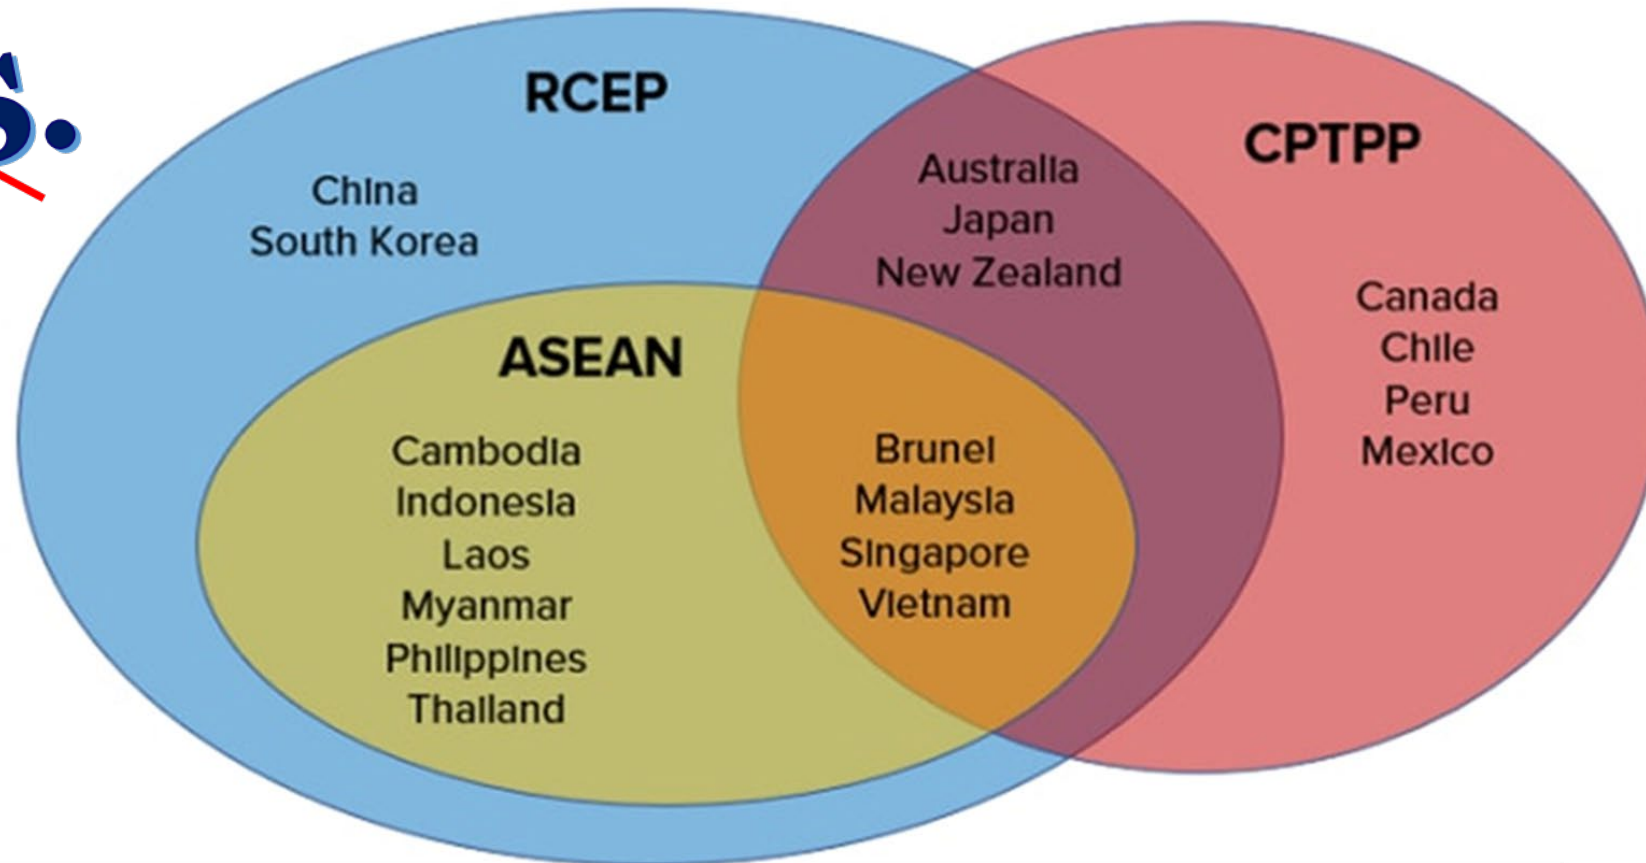 s.
RCEP
China
South Korea
ASEAN
Cambodia
Indonesia
Laos
Myanmar
Philippines
Thailand
Brunei
Malaysia
Singapore
Vietnam
Australia
Japan
New Zealand
CPTPP
Canada
Chile
Peru
Mexico